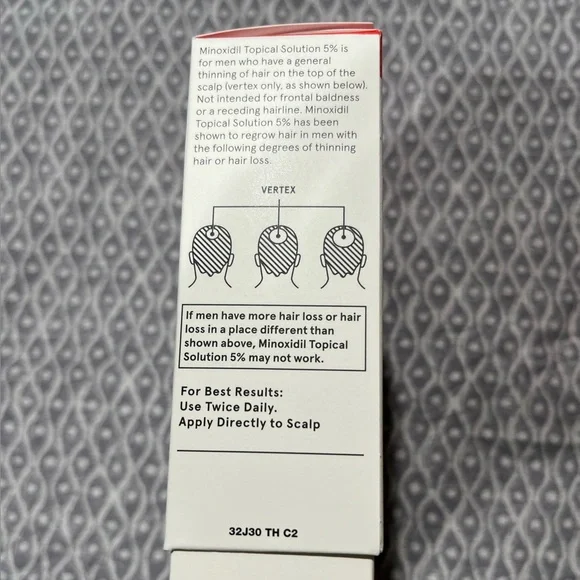 Minoxidil Topical Solution 5% is
for men who have a general
thinning of hair on the top of the
scalp (vertex only, as shown below).
Not intended for frontal baldness
or a receding hairline. Minoxidil
Topical Solution 5% has been
shown to regrow hair in men with
the following degrees of thinning
hair or hair loss.
VERTEX
If men have more hair loss or hair
loss in a place different than
shown above, Minoxidil Topical
Solution 5% may not work.
For Best Results:
Use Twice Daily.
Apply Directly to Scalp
32J30 TH C2